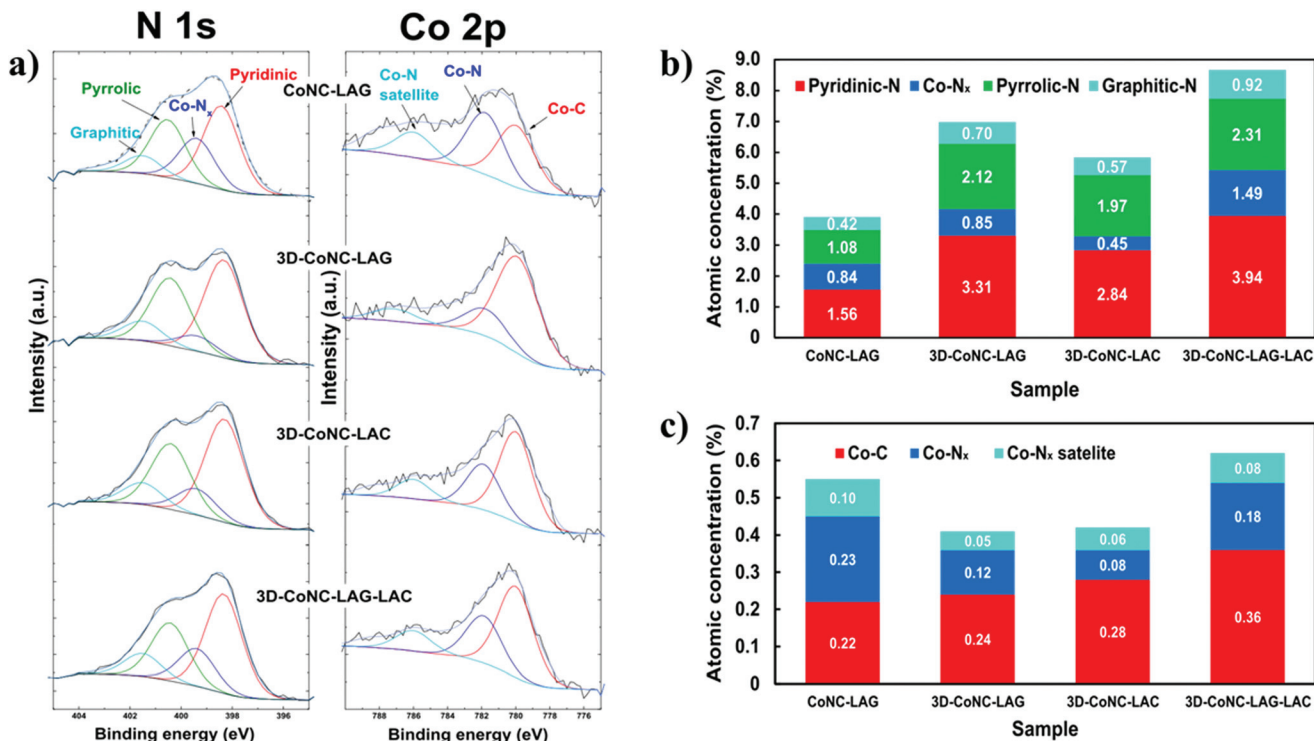 a)
N 1s
Co 2p
Pyrrolic
Pyridinic
CoNC-LAG
Co-Nₓ
Graphitic
Co-N
satellite
Co-N
Co-C
3D-CoNC-LAG
3D-CoNC-LAC
3D-CoNC-LAG-LAC
Intensity (a.u.)
Intensity (a.u.)
404 402 400 398 396
Binding energy (eV)
788 786 784 782 780 778 776
Binding energy (eV)
b)
Atomic concentration (%)
9.0
8.0
7.0
6.0
5.0
4.0
3.0
2.0
1.0
0.0
Pyridinic-N Co-Nₓ Pyrrolic-N Graphitic-N
0.42
1.08
0.84
1.56
0.70
2.12
0.85
3.31
0.57
1.97
0.45
2.84
0.92
2.31
1.49
3.94
CoNC-LAG 3D-CoNC-LAG 3D-CoNC-LAC 3D-CoNC-LAG-LAC
Sample
c)
Atomic concentration (%)
0.7
0.6
0.5
0.4
0.3
0.2
0.1
0
Co-C Co-Nₓ Co-Nₓ satelite
0.10
0.23
0.22
0.05
0.12
0.24
0.06
0.08
0.28
0.08
0.18
0.36
CoNC-LAG 3D-CoNC-LAG 3D-CoNC-LAC 3D-CoNC-LAG-LAC
Sample